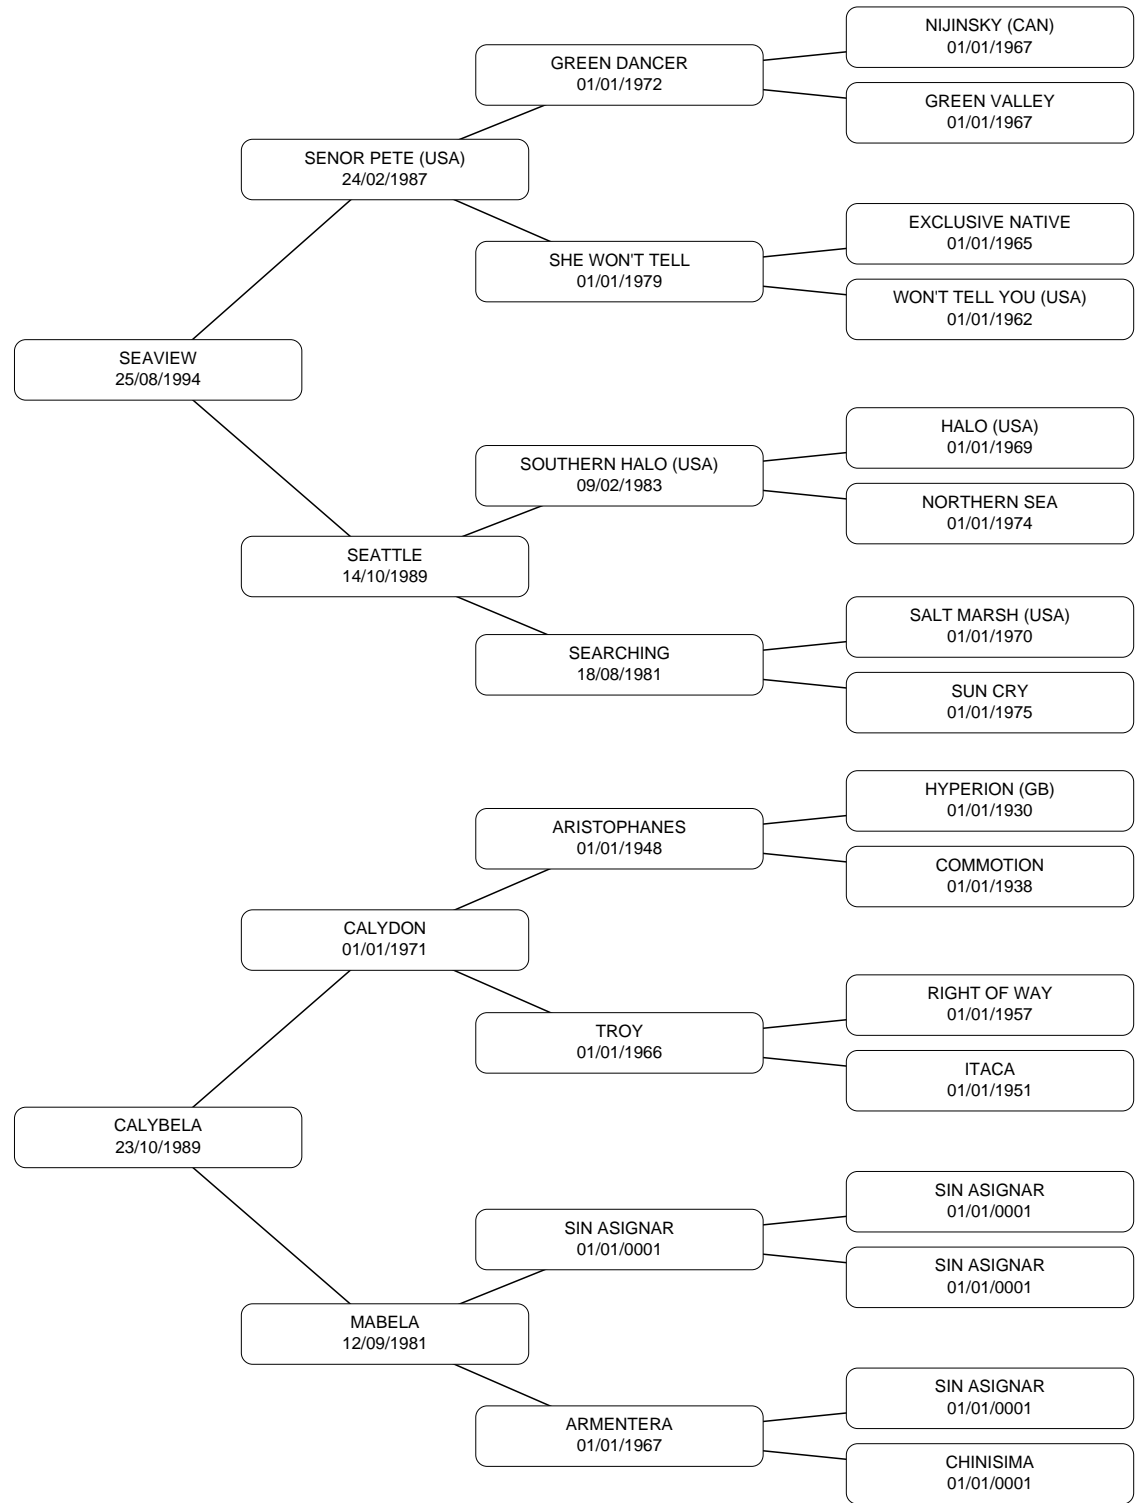 NIJINSKY (CAN)
01/01/1967
GREEN DANCER
01/01/1972
GREEN VALLEY
01/01/1967
SENOR PETE (USA)
24/02/1987
EXCLUSIVE NATIVE
01/01/1965
SHE WON'T TELL
01/01/1979
WON'T TELL YOU (USA)
01/01/1962
SEAVIEW
25/08/1994
HALO (USA)
01/01/1969
SOUTHERN HALO (USA)
09/02/1983
NORTHERN SEA
01/01/1974
SEATTLE
14/10/1989
SALT MARSH (USA)
01/01/1970
SEARCHING
18/08/1981
SUN CRY
01/01/1975
HYPERION (GB)
01/01/1930
ARISTOPHANES
01/01/1948
COMMOTION
01/01/1938
CALYDON
01/01/1971
RIGHT OF WAY
01/01/1957
TROY
01/01/1966
ITACA
01/01/1951
CALYBELA
23/10/1989
SIN ASIGNAR
01/01/0001
SIN ASIGNAR
01/01/0001
SIN ASIGNAR
01/01/0001
MABELA
12/09/1981
SIN ASIGNAR
01/01/0001
ARMENTERA
01/01/1967
CHINISIMA
01/01/0001